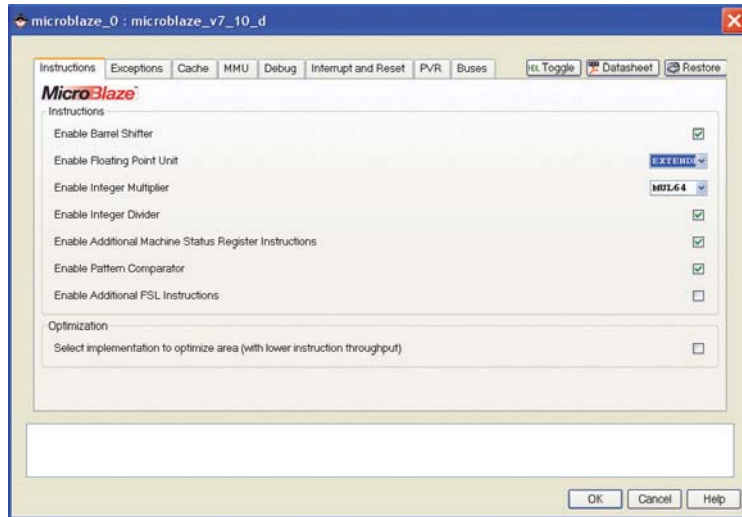 microblaze_0 : microblaze_v7_10_d
Instructions Exceptions Cache MMU Debug Interrupt and Reset PVR Buses HDL Toggle Datasheet Restore
MicroBlaze
Instructions
Enable Barrel Shifter
Enable Floating Point Unit EXTENDE
Enable Integer Multiplier MUL64
Enable Integer Divider
Enable Additional Machine Status Register Instructions
Enable Pattern Comparator
Enable Additional FSL Instructions
Optimization
Select implementation to optimize area (with lower instruction throughput)
OK Cancel Help